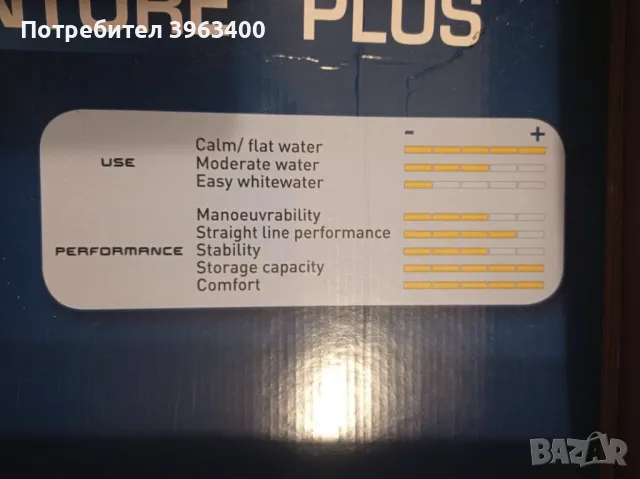 Потребител 3963400
PLUS
- +
USE
Calm/ flat water
Moderate water
Easy whitewater
PERFORMANCE
Manoeuvrability
Straight line performance
Stability
Storage capacity
Comfort
BAZAR